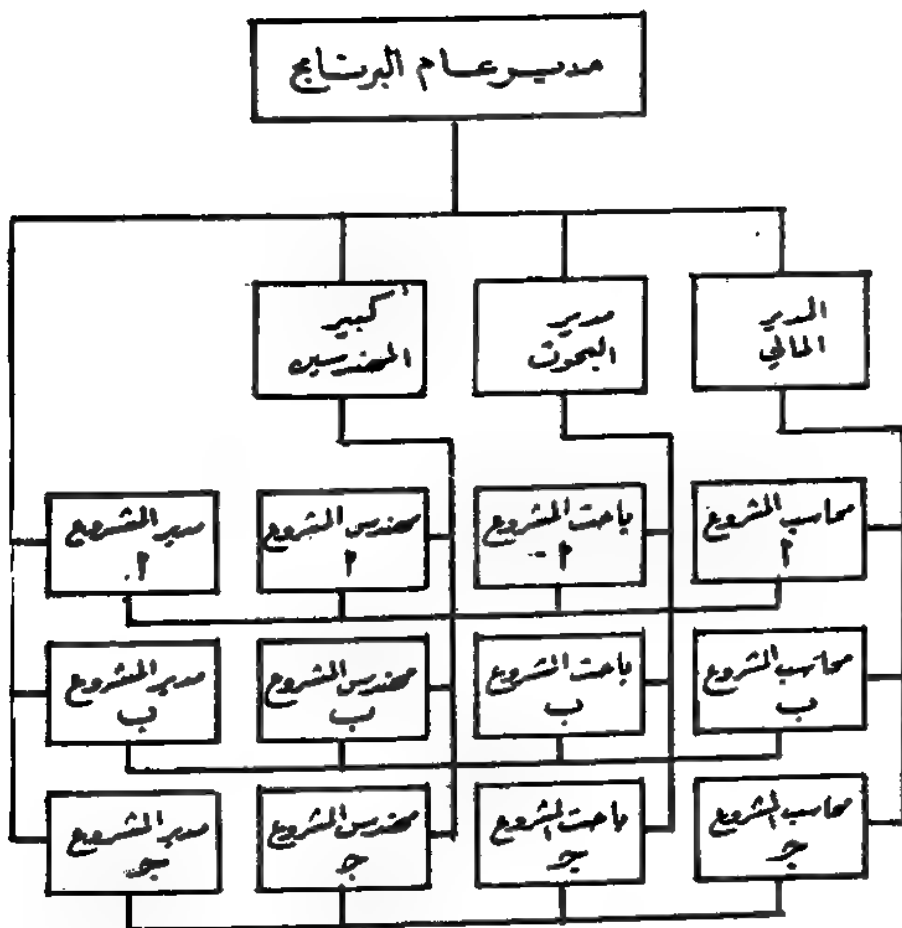 مدير عام البرنامج
المدير
المالي
مدير
البحوث
أكبير
المهندسين
محاسب المشروع
أ
باحث المشروع
أ
مهندس المشروع
أ
مدير المشروع
أ
محاسب المشروع
ب
باحث المشروع
ب
مهندس المشروع
ب
مدير المشروع
ب
محاسب المشروع
ج
باحث المشروع
ج
مهندس المشروع
ج
مدير المشروع
ج